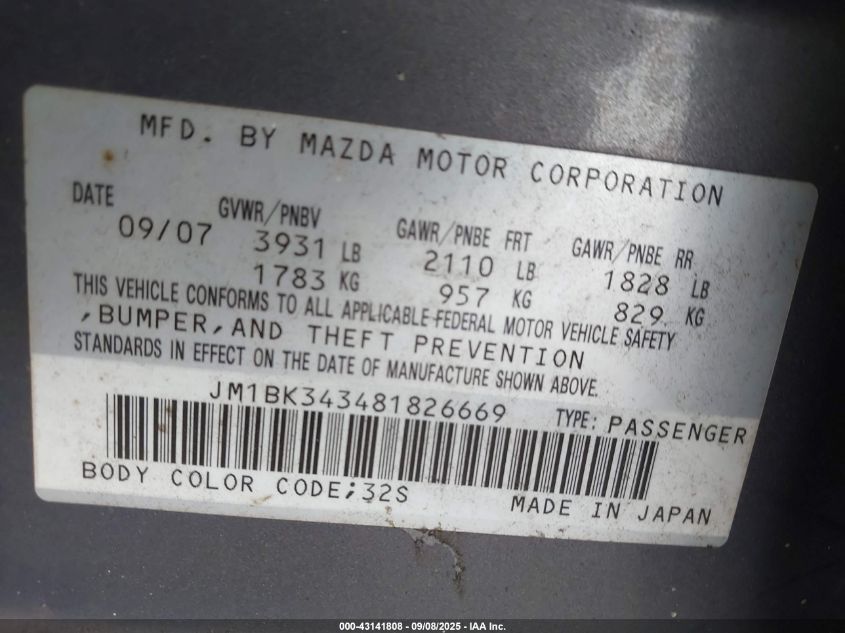 MFD. BY MAZDA MOTOR CORPORATION
DATE GVWR/PNBV GAWR/PNBE FRT GAWR/PNBE RR
09/07 3931 LB 2110 LB 1828 LB
1783 KG 957 KG 829 KG
THIS VEHICLE CONFORMS TO ALL APPLICABLE FEDERAL MOTOR VEHICLE SAFETY
,BUMPER,AND THEFT PREVENTION
STANDARDS IN EFFECT ON THE DATE OF MANUFACTURE SHOWN ABOVE.
JM1BK343481826669 TYPE: PASSENGER
BODY COLOR CODE;32S MADE IN JAPAN
000-43141808 - 09/08/2025 - IAA Inc.